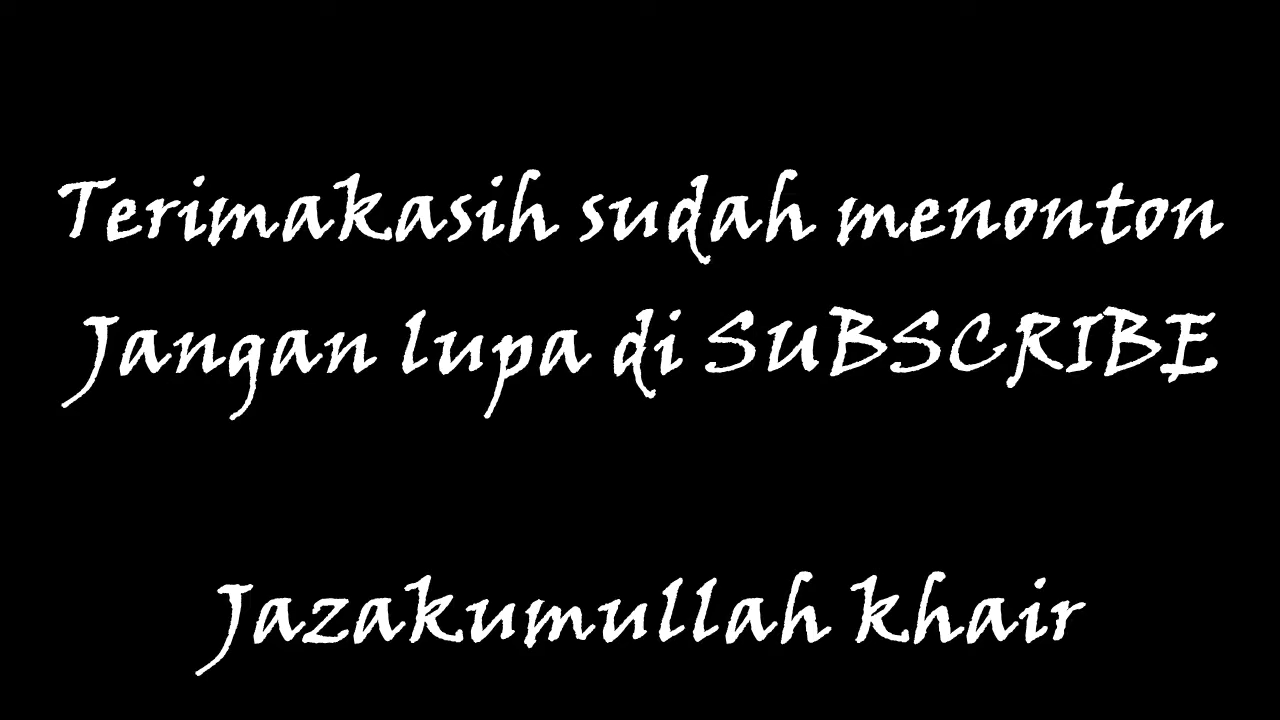 Terimakasih sudah menonton
Jangan lupa di SUBSCRIBE
Jazakumullah khair